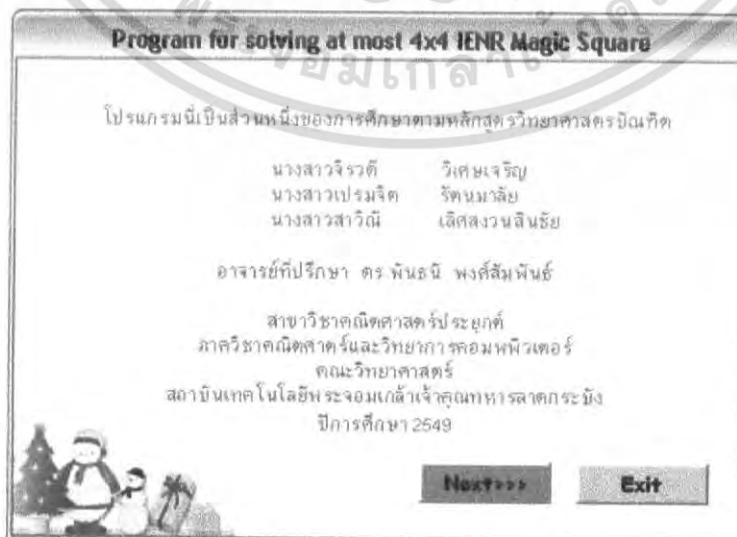 Program for solving at most 4x4 IENR Magic Square
โปรแกรมนี้เป็นส่วนหนึ่งของการศึกษาตามหลักสูตรวิทยาศาสตรบัณฑิต
นางสาวจิรวดี วิเศษเจริญ
นางสาวเปรมจิต รัตนมาลัย
นางสาวสาวิณี เลิศสงวนสินธัย
อาจารย์ที่ปรึกษา ดร.พันธนี พงศ์สัมพันธ์
สาขาวิชาคณิตศาสตร์ประยุกต์
ภาควิชาคณิตศาตร์และวิทยาการคอมพพิวเตอร์
คณะวิทยาศาสตร์
สถาบันเทคโนโลยีพระจอมเกล้าเจ้าคุณทหารลาดกระบัง
ปีการศึกษา 2549
Next>>> Exit